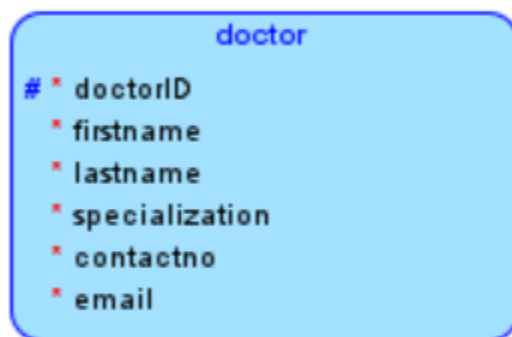 doctor
# * doctorID
* firstname
* lastname
* specialization
* contactno
* email